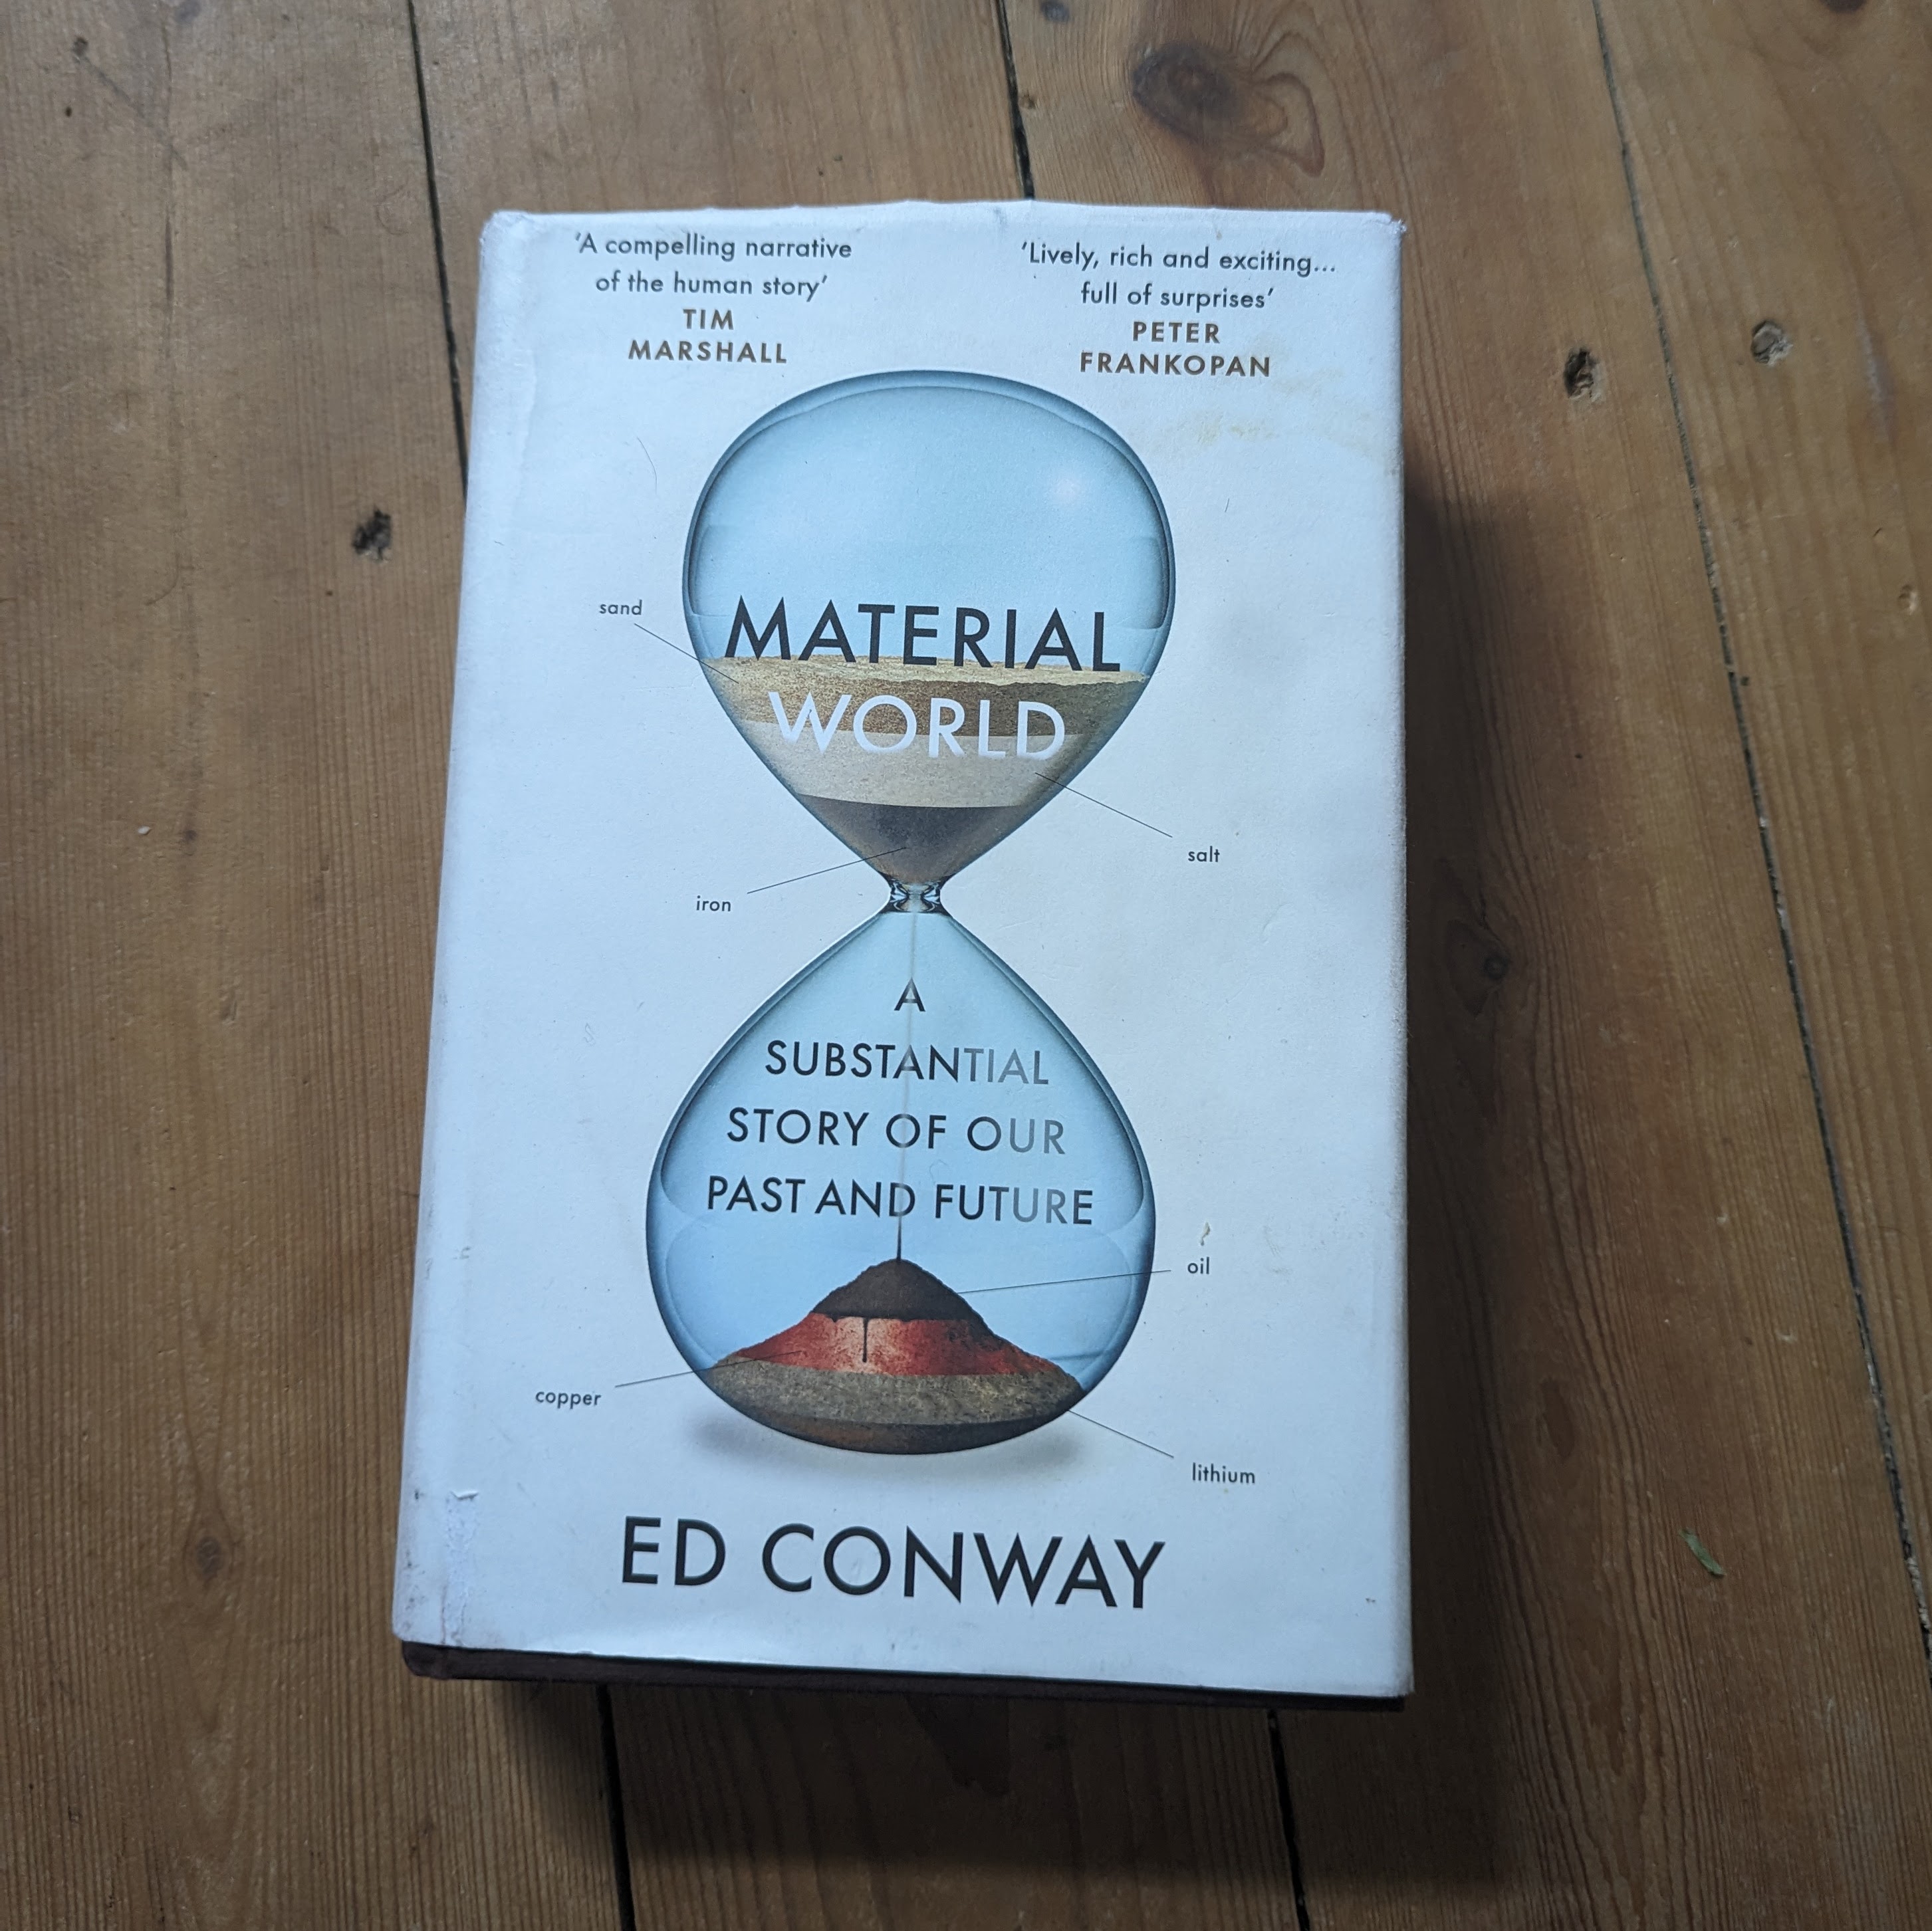 'A compelling narrative
of the human story'
TIM
MARSHALL
'Lively, rich and exciting...
full of surprises'
PETER
FRANKOPAN
sand
MATERIAL
WORLD
salt
iron
A
SUBSTANTIAL
STORY OF OUR
PAST AND FUTURE
oil
copper
lithium
ED CONWAY